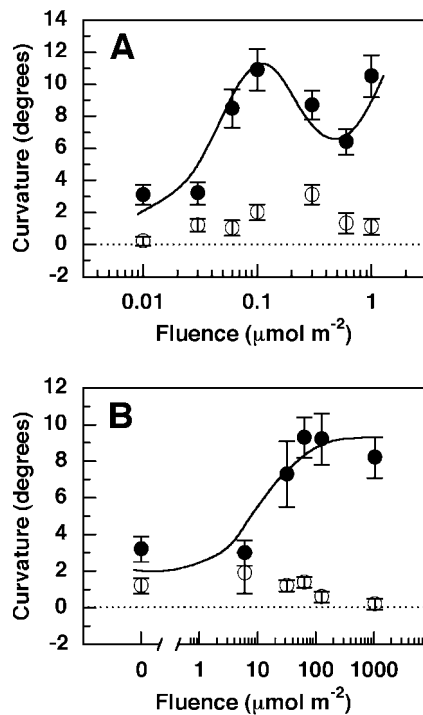 A
14
12
10
8
6
4
2
0
-2
Curvature (degrees)
0.01 0.1 1
Fluence (μmol m-2)
B
12
10
8
6
4
2
0
-2
Curvature (degrees)
0 1 10 100 1000
Fluence (μmol m-2)